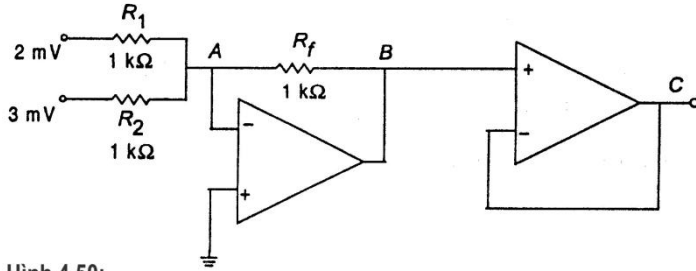 R1
2 mV
1 kΩ
A
Rf
1 kΩ
B
3 mV
R2
1 kΩ
−
+
+
−
C
Hình 4.50: